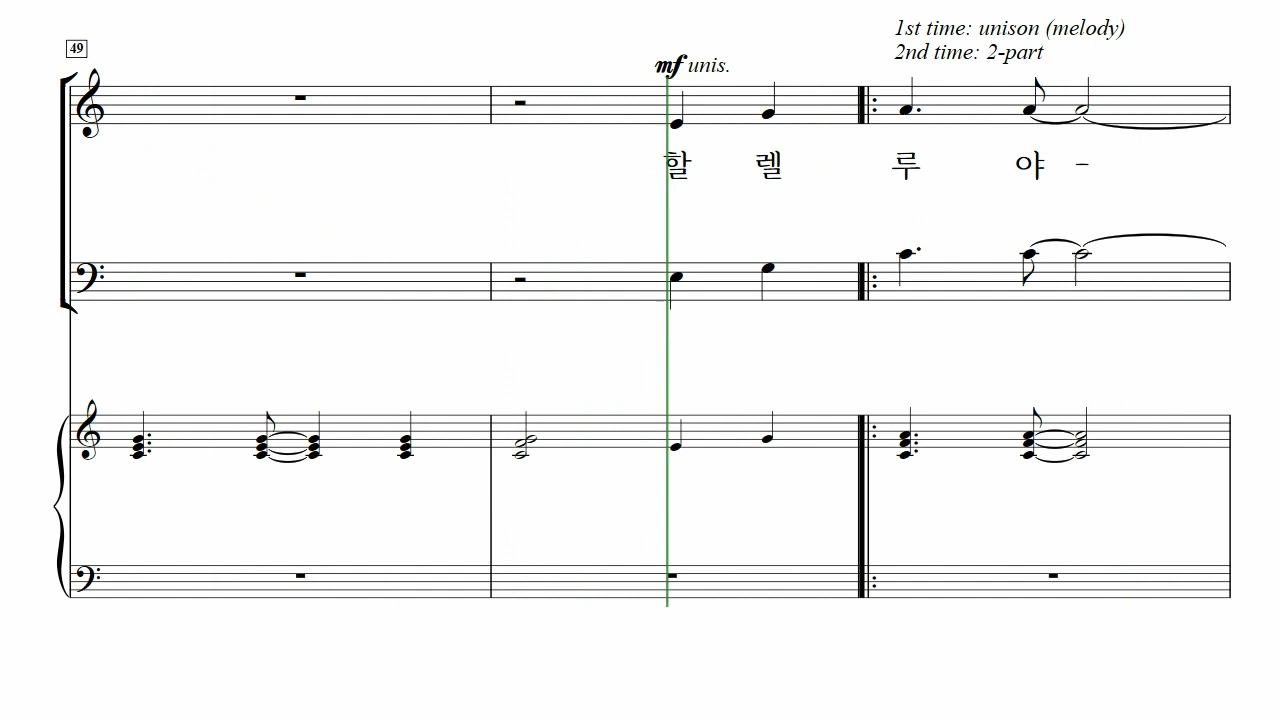 1st time: unison (melody)
2nd time: 2-part
49
mf unis.
할 렐 루 야 -